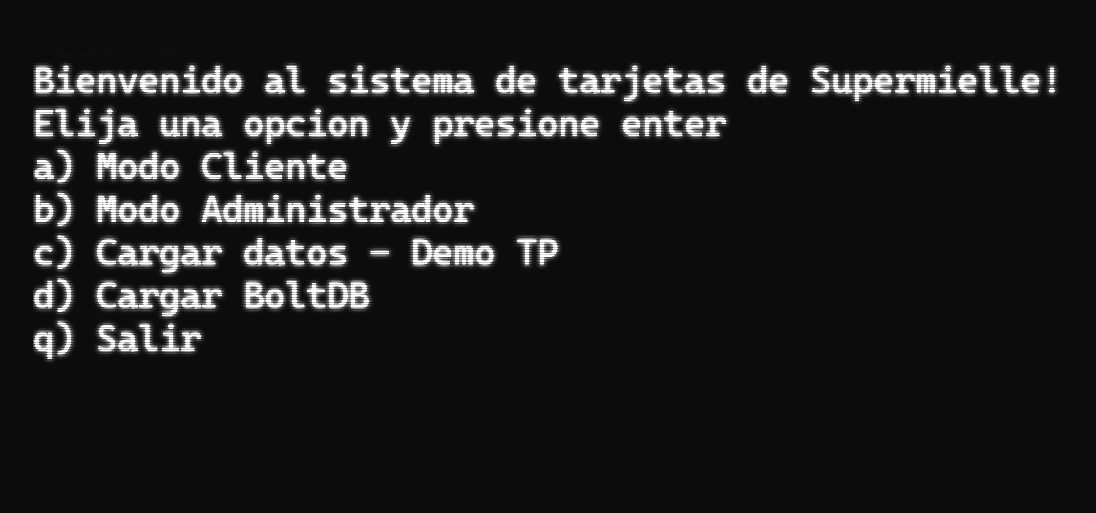 Bienvenido al sistema de tarjetas de Supermielle!
Elija una opcion y presione enter
a) Modo Cliente
b) Modo Administrador
c) Cargar datos - Demo TP
d) Cargar BoltDB
q) Salir